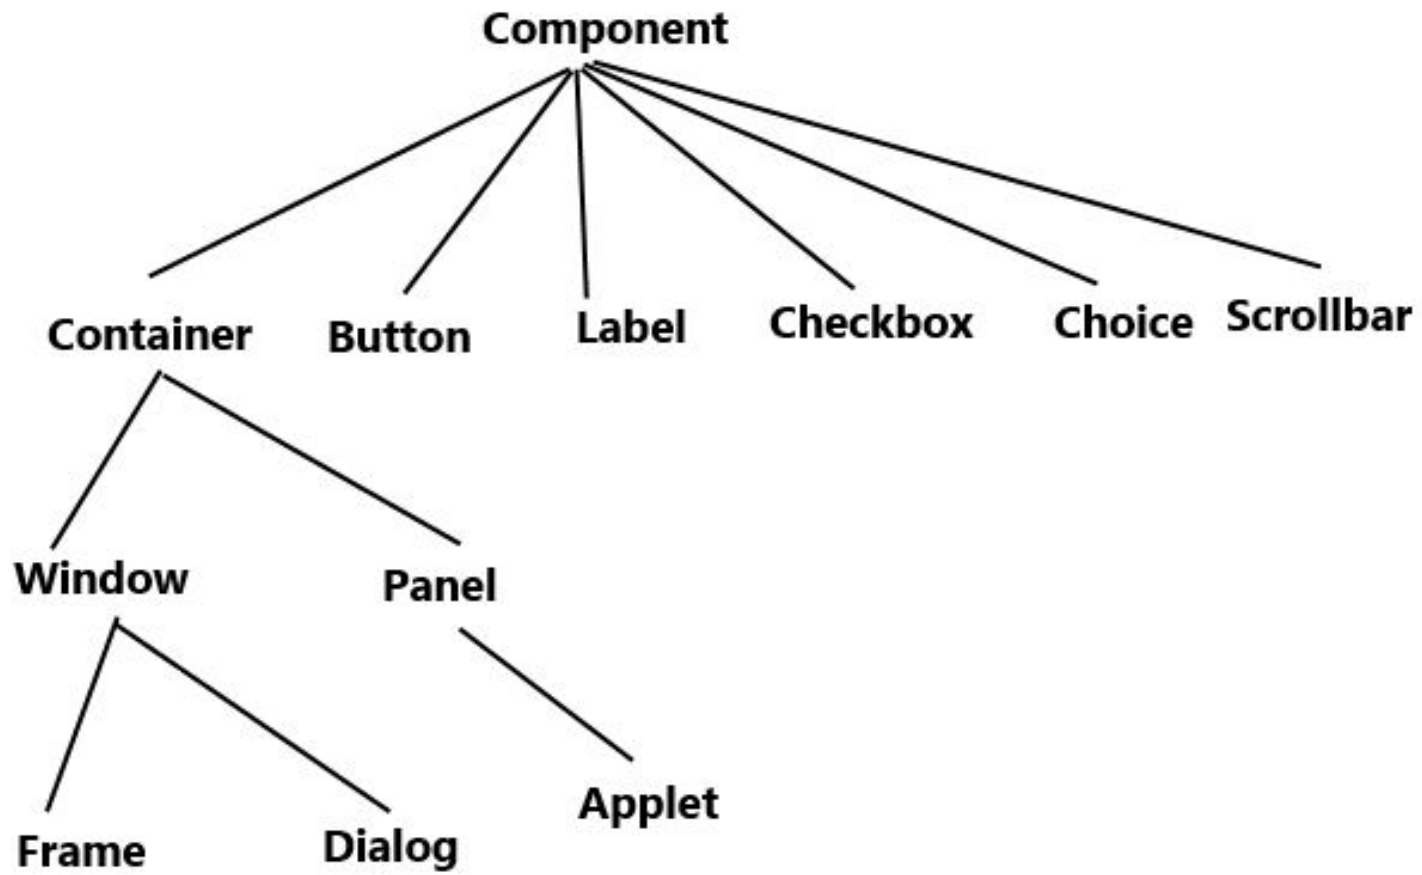 Component
Container
Button
Label
Checkbox
Choice
Scrollbar
Window
Panel
Applet
Frame
Dialog